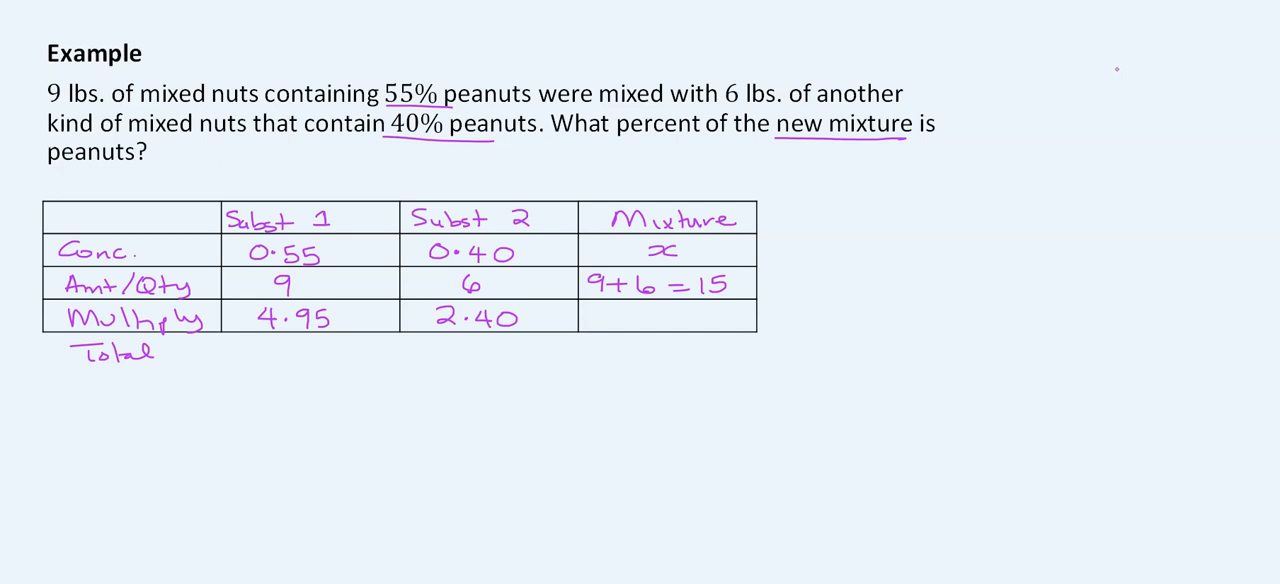 Example
9 lbs. of mixed nuts containing 55% peanuts were mixed with 6 lbs. of another
kind of mixed nuts that contain 40% peanuts. What percent of the new mixture is
peanuts?
Subst 1 Subst 2 Mixture
Conc. 0.55 0.40 x
Amt/Qty 9 6 9+6=15
Multiply 4.95 2.40
Total